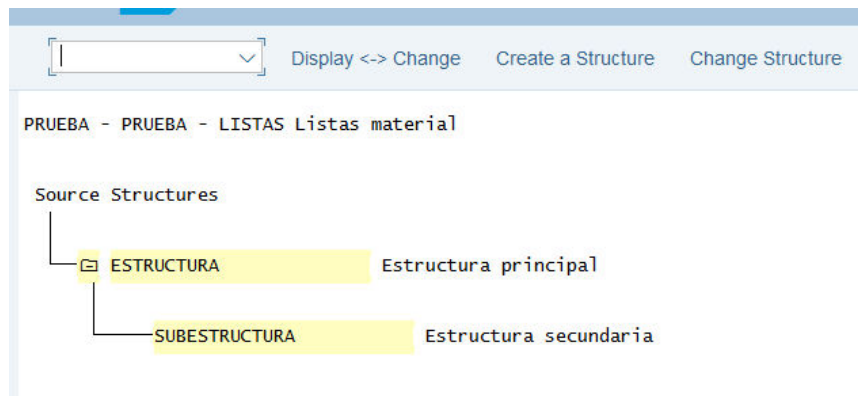 Display <-> Change Create a Structure Change Structure
PRUEBA - PRUEBA - LISTAS Listas material
Source Structures
ESTRUCTURA Estructura principal
SUBESTRUCTURA Estructura secundaria